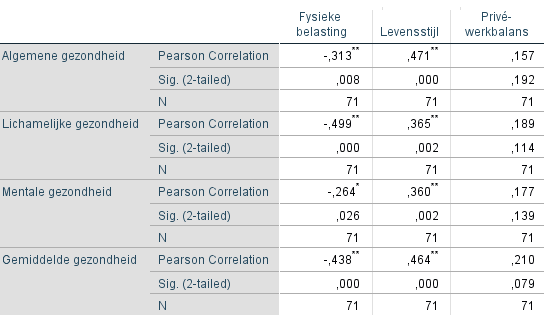 Fysieke belasting Levensstijl Privé-werkbalans
Algemene gezondheid Pearson Correlation -,313** ,471** ,157
Sig. (2-tailed) ,008 ,000 ,192
N 71 71 71
Lichamelijke gezondheid Pearson Correlation -,499** ,365** ,189
Sig. (2-tailed) ,000 ,002 ,114
N 71 71 71
Mentale gezondheid Pearson Correlation -,264* ,360** ,177
Sig. (2-tailed) ,026 ,002 ,139
N 71 71 71
Gemiddelde gezondheid Pearson Correlation -,438** ,464** ,210
Sig. (2-tailed) ,000 ,000 ,079
N 71 71 71